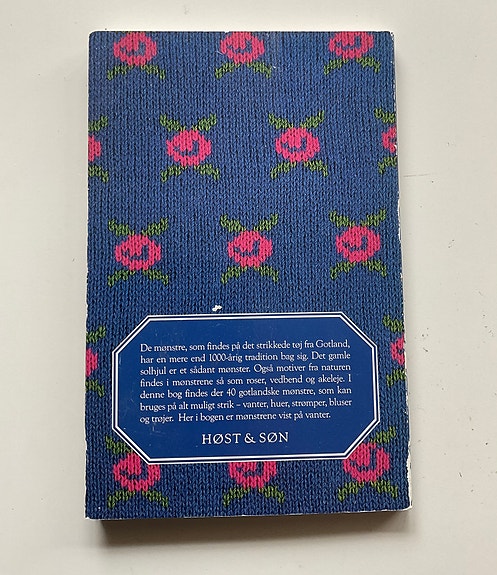 De mønstre, som findes på det strikkede tøj fra Gotland,
har en mere end 1000-årig tradition bag sig. Det gamle
solhjul er et sådant mønster. Også motiver fra naturen
findes i mønstrene så som roser, vedbend og akeleje. I
denne bog findes der 40 gotlandske mønstre, som kan
bruges på alt muligt strik – vanter, huer, strømper, bluser
og trøjer. Her i bogen er mønstrene vist på vanter.
HØST & SØN